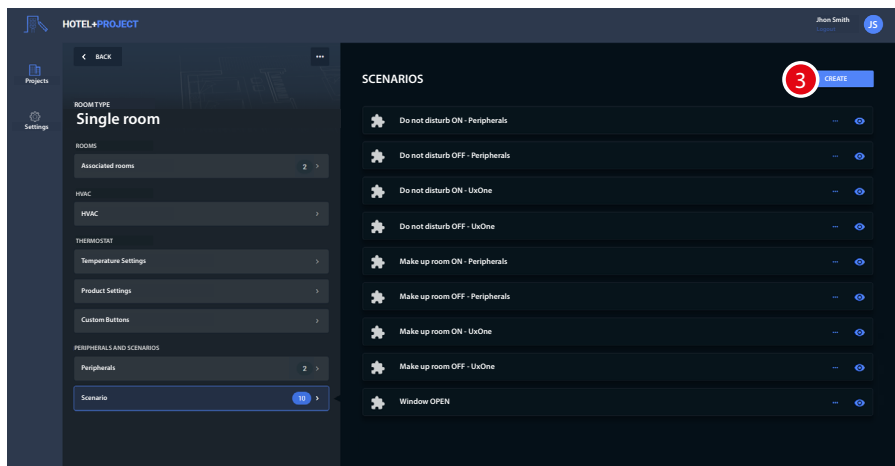 HOTEL+PROJECT
Jhon Smith
Logout
JS
Projects
Settings
BACK
ROOM TYPE
Single room
ROOMS
Associated rooms 2
HVAC
HVAC
THERMOSTAT
Temperature Settings
Product Settings
Custom Buttons
PERIPHERALS AND SCENARIOS
Peripherals 2
Scenario 10
SCENARIOS
3 CREATE
Do not disturb ON - Peripherals
Do not disturb OFF - Peripherals
Do not disturb ON - UxOne
Do not disturb OFF - UxOne
Make up room ON - Peripherals
Make up room OFF - Peripherals
Make up room ON - UxOne
Make up room OFF - UxOne
Window OPEN